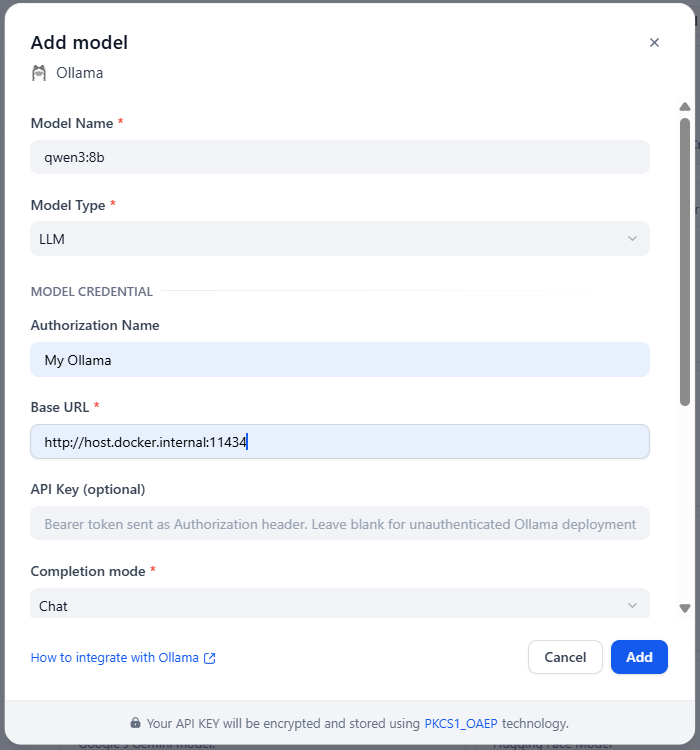 Add model
Ollama
Model Name *
qwen3:8b
Model Type *
LLM
MODEL CREDENTIAL
Authorization Name
My Ollama
Base URL *
http://host.docker.internal:11434
API Key (optional)
Bearer token sent as Authorization header. Leave blank for unauthenticated Ollama deployment
Completion mode *
Chat
How to integrate with Ollama
Cancel
Add
Your API KEY will be encrypted and stored using PKCS1_OAEP technology.